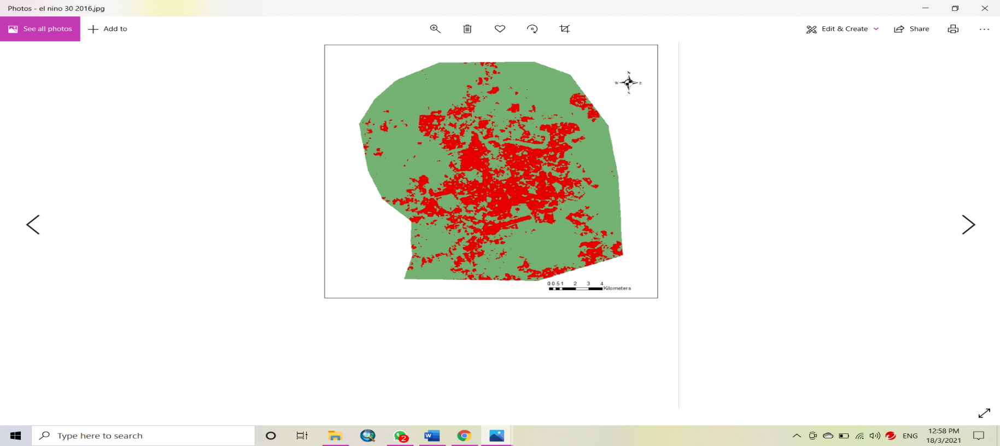 Photos - el nino 30 2016.jpg
See all photos
Add to
Edit & Create
Share
N
W E
S
0 0.5 1 2 3 4
Kilometers
Type here to search
2
ENG
12:58 PM
18/3/2021